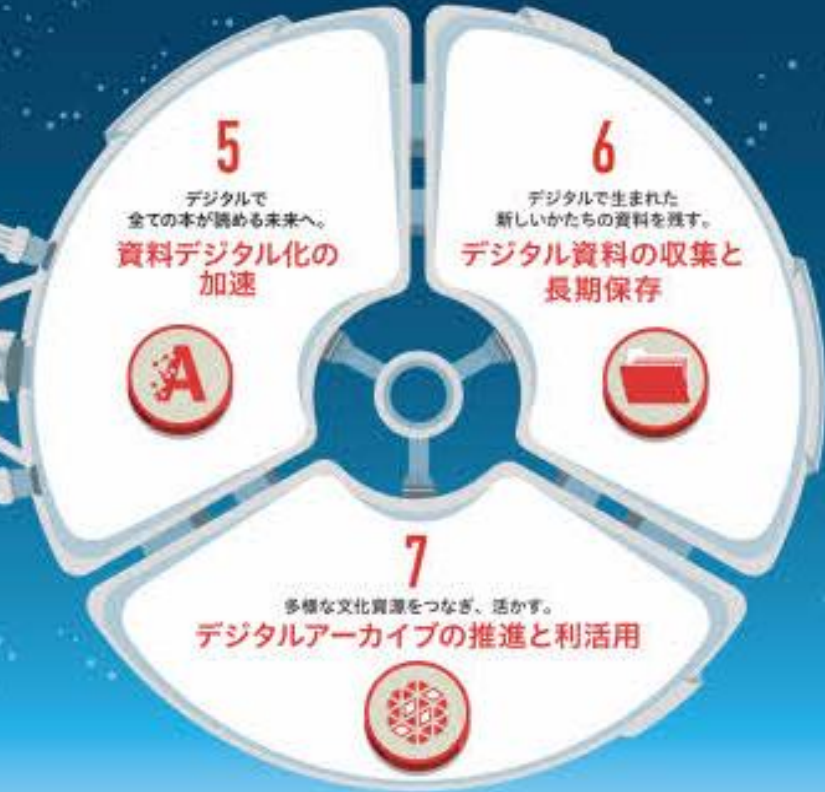 5
デジタルで
全ての本が読める未来へ。
資料デジタル化の
加速
6
デジタルで生まれた
新しいかたちの資料を残す。
デジタル資料の収集と
長期保存
7
多様な文化資源をつなぎ、活かす。
デジタルアーカイブの推進と利活用
A